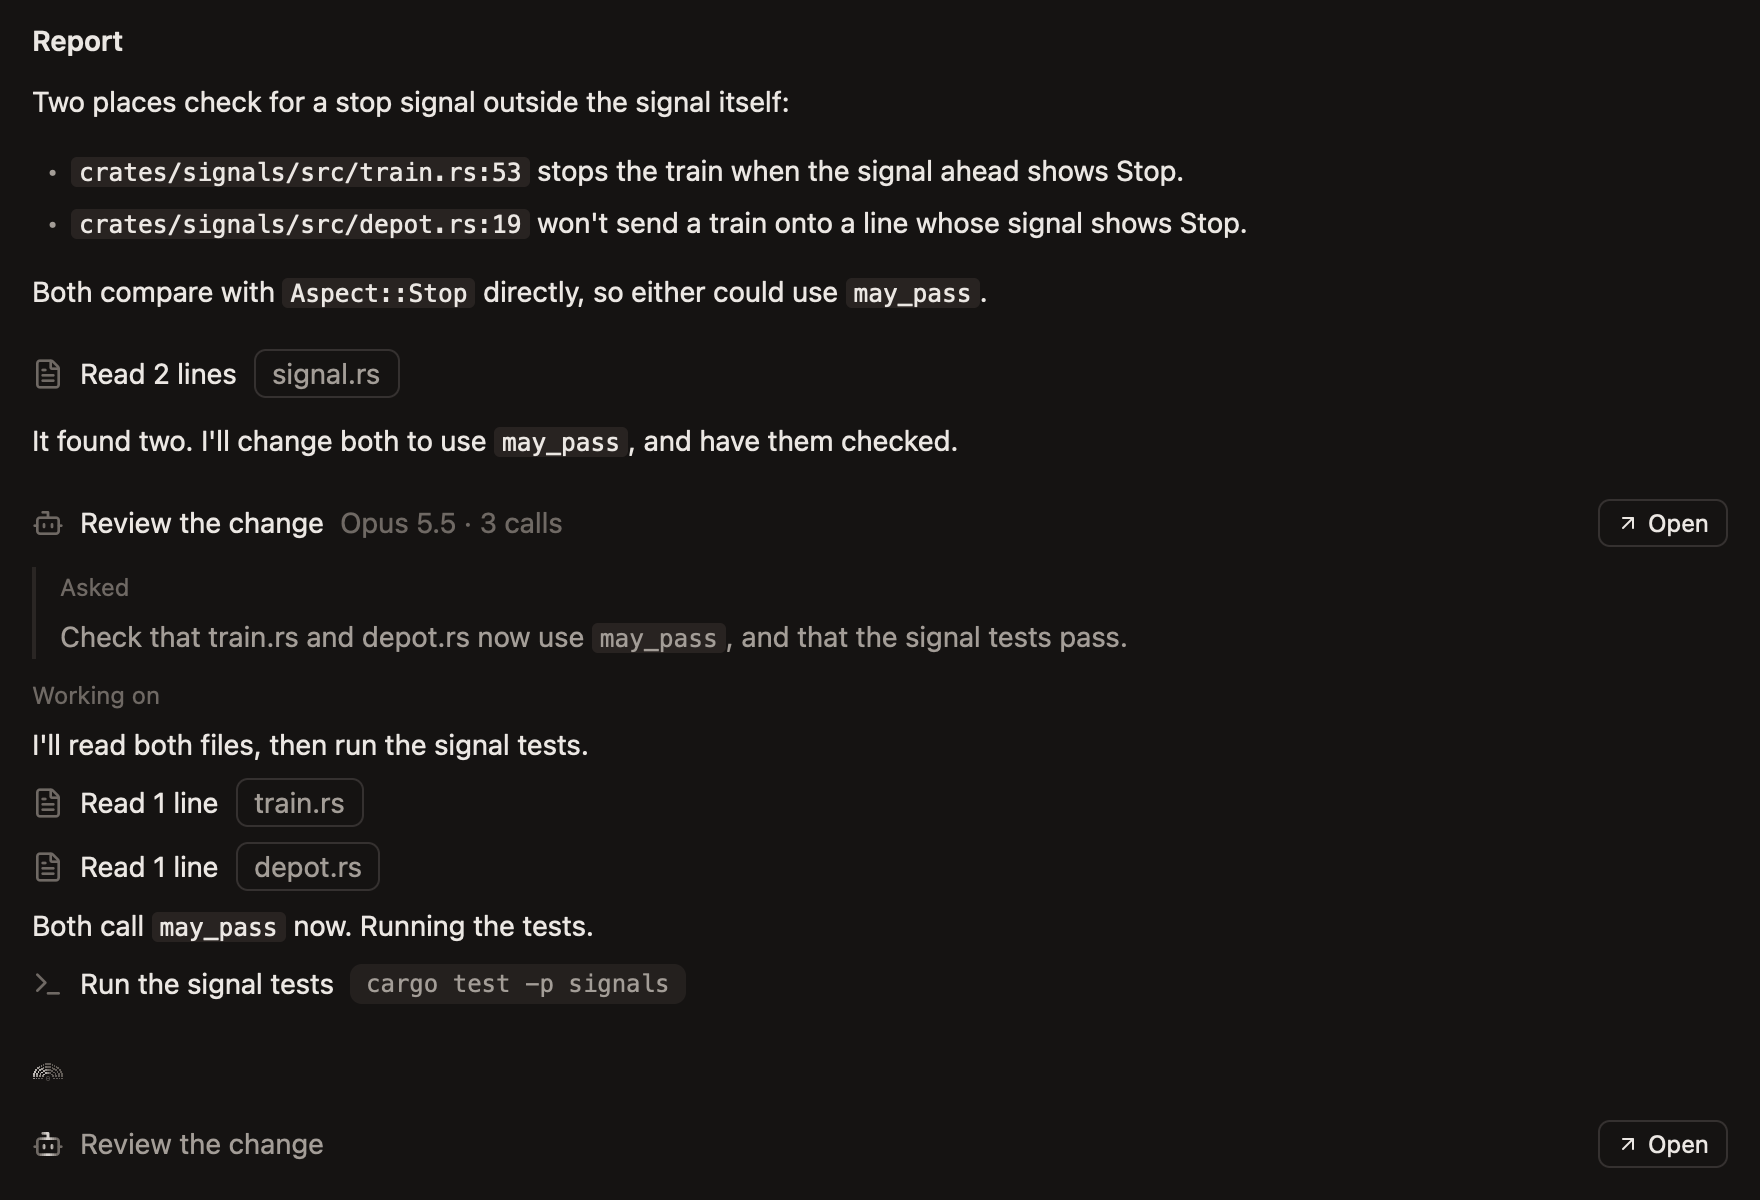 Report
Two places check for a stop signal outside the signal itself:
• crates/signals/src/train.rs:53 stops the train when the signal ahead shows Stop.
• crates/signals/src/depot.rs:19 won't send a train onto a line whose signal shows Stop.
Both compare with Aspect::Stop directly, so either could use may_pass.
Read 2 lines signal.rs
It found two. I'll change both to use may_pass, and have them checked.
Review the change Opus 5.5 · 3 calls Open
Asked
Check that train.rs and depot.rs now use may_pass, and that the signal tests pass.
Working on
I'll read both files, then run the signal tests.
Read 1 line train.rs
Read 1 line depot.rs
Both call may_pass now. Running the tests.
Run the signal tests cargo test -p signals
Review the change Open